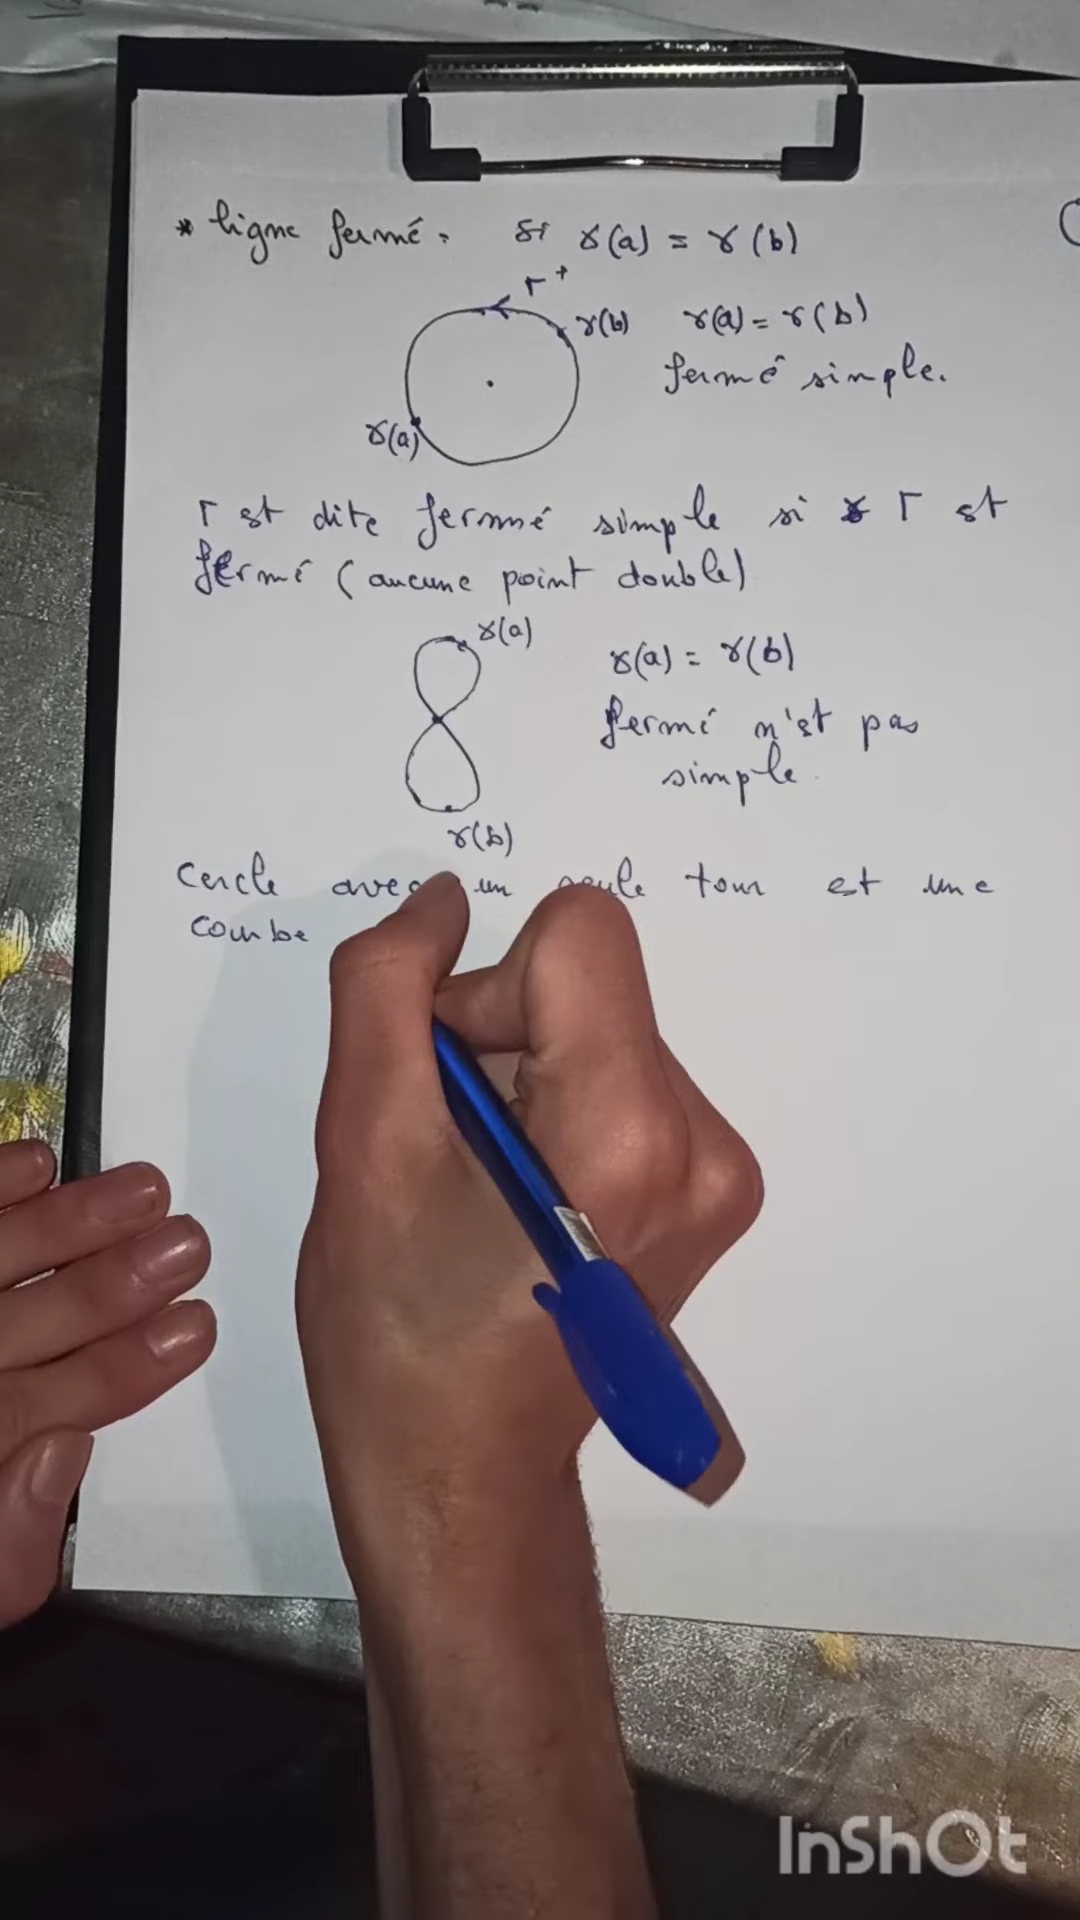 * ligne fermé. si γ(a) = γ(b)
Γ+
γ(b) γ(a) = γ(b)
fermé simple.
γ(a)
Γ est dite fermé simple si Γ est
fermé (aucune point double)
γ(a)
γ(a) = γ(b)
fermé n'est pas
simple.
γ(b)
Cercle avec un seule tour est une
courbe
InShOt